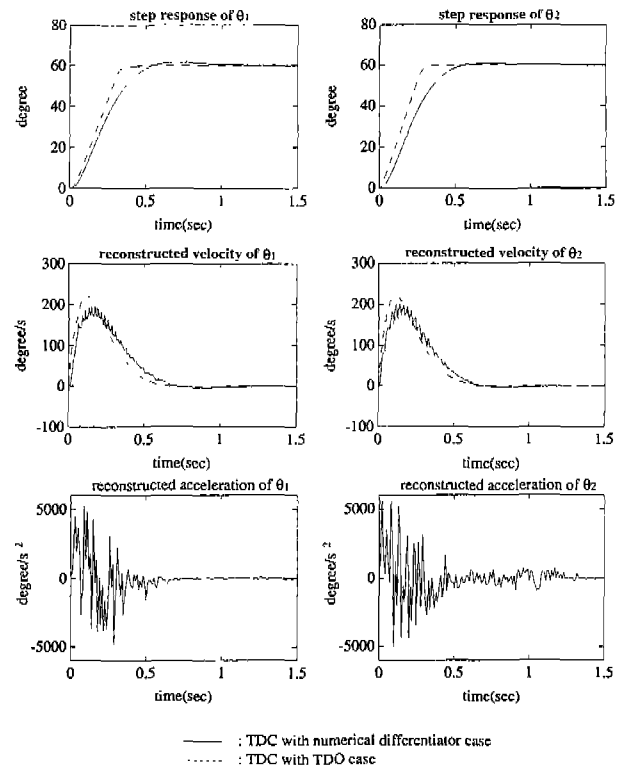 step response of θ1
80
60
40
20
0
degree
0
0.5
1
1.5
time(sec)
step response of θ2
80
60
40
20
0
degree
0
0.5
1
1.5
time(sec)
reconstructed velocity of θ1
300
200
100
0
-100
degree/s
0
0.5
1
1.5
time(sec)
reconstructed velocity of θ2
300
200
100
0
-100
degree/s
0
0.5
1
1.5
time(sec)
reconstructed acceleration of θ1
5000
0
-5000
degree/s²
0
0.5
1
1.5
time(sec)
reconstructed acceleration of θ2
5000
0
-5000
degree/s²
0
0.5
1
1.5
time(sec)
: TDC with numerical differentiator case
: TDC with TDO case